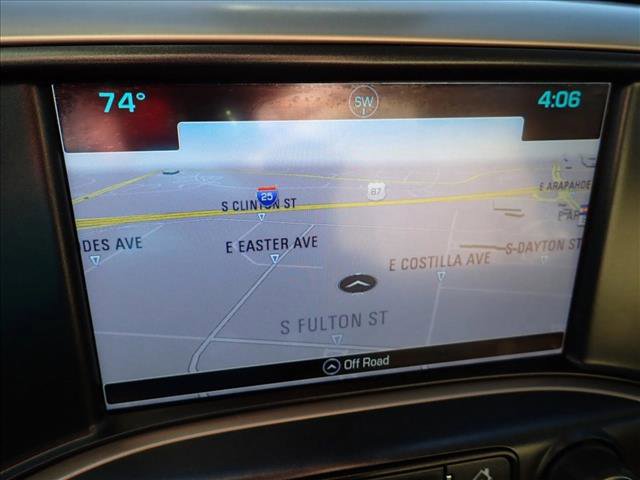 74° SW 4:06
25 87
E ARAPAHOE
S CLINTON ST
E
DES AVE
E EASTER AVE
S DAYTON ST
E COSTILLA AVE
S FULTON ST
Off Road